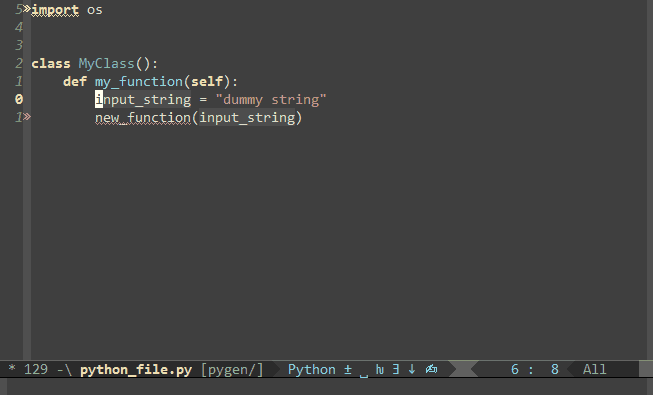 5»import os
4
3
2 class MyClass():
1     def my_function(self):
0         input_string = "dummy string"
1»        new_function(input_string)
* 129 -\ python_file.py [pygen/] Python ± 6 : 8 All